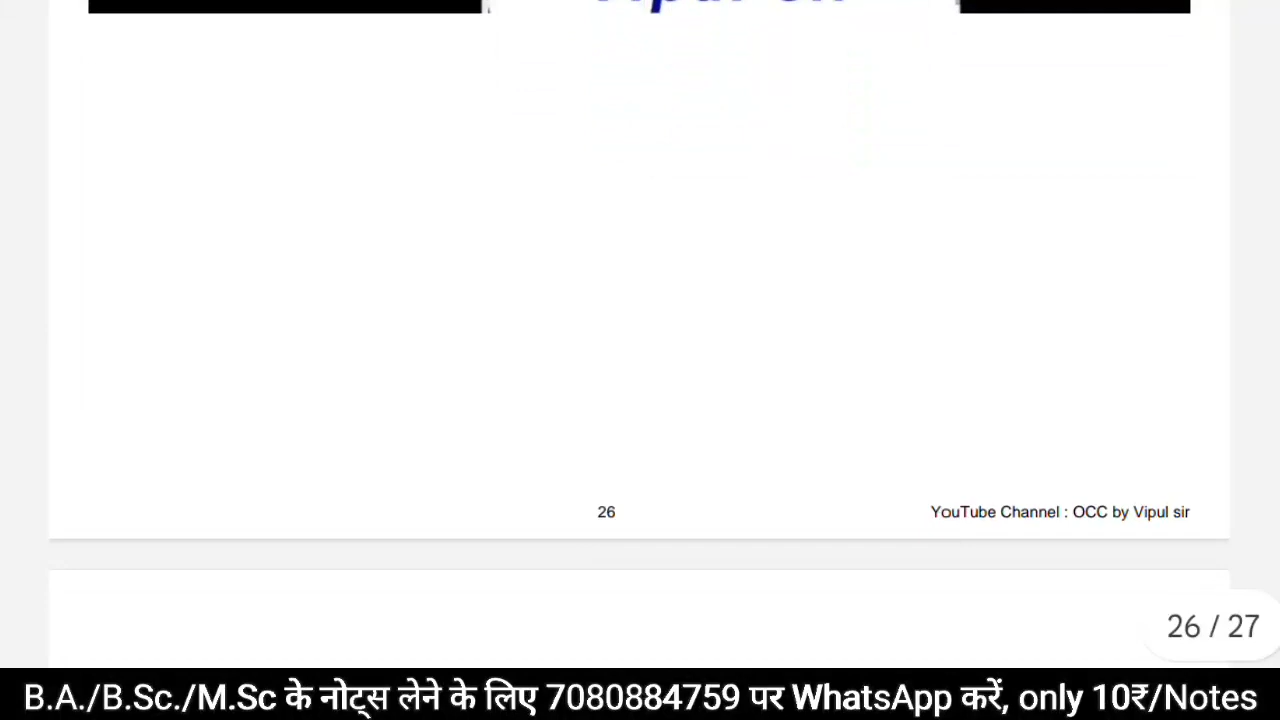 26
YouTube Channel : OCC by Vipul sir
26 / 27
B.A./B.Sc./M.Sc के नोट्स लेने के लिए 7080884759 पर WhatsApp करें, only 10₹/Notes